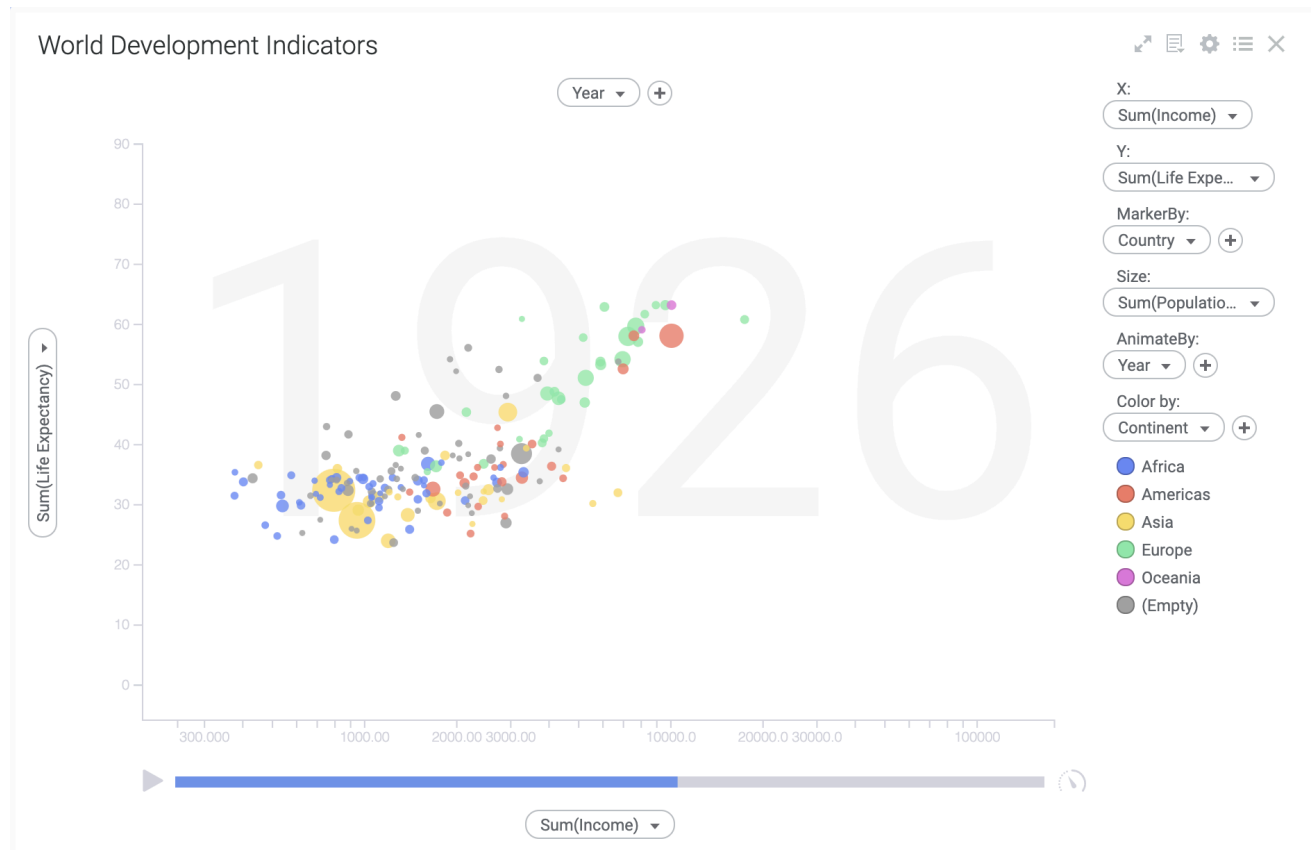 World Development Indicators
Year
1926
90
80
70
60
50
40
30
20
10
0
Sum(Life Expectancy)
300.000 1000.00 2000.00 3000.00 10000.0 20000.0 30000.0 100000
Sum(Income)
X:
Sum(Income)
Y:
Sum(Life Expe...
MarkerBy:
Country
Size:
Sum(Populatio...
AnimateBy:
Year
Color by:
Continent
Africa
Americas
Asia
Europe
Oceania
(Empty)